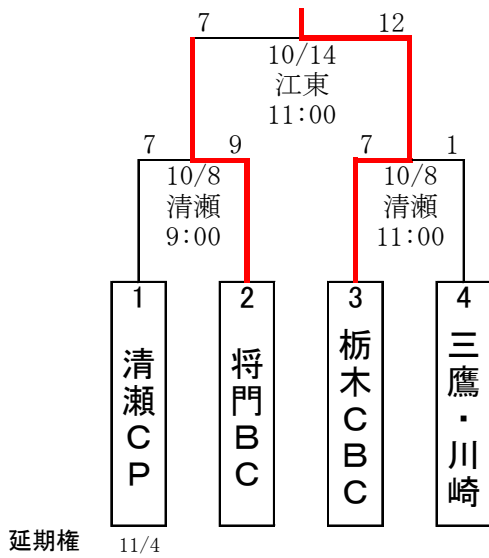 7 12
10/14
江東
11:00
7 9 7 1
10/8 10/8
清瀬 清瀬
9:00 11:00
1 2 3 4
清瀬CP
将門BC
栃木CBC
三鷹・川崎
延期権 11/4